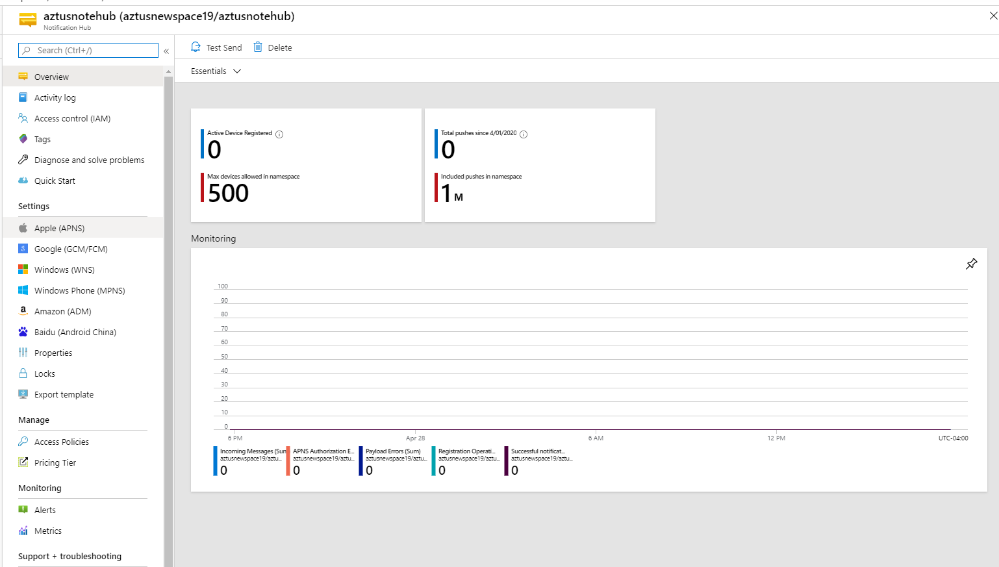 aztusnotehub (aztusnewspace19/aztusnotehub)
Notification Hub
Search (Ctrl+/)
«
Overview
Activity log
Access control (IAM)
Tags
Diagnose and solve problems
Quick Start
Settings
Apple (APNS)
Google (GCM/FCM)
Windows (WNS)
Windows Phone (MPNS)
Amazon (ADM)
Baidu (Android China)
Properties
Locks
Export template
Manage
Access Policies
Pricing Tier
Monitoring
Alerts
Metrics
Support + troubleshooting
Test Send
Delete
Essentials
Active Device Registered
0
Max devices allowed in namespace
500
Total pushes since 4/01/2020
0
Included pushes in namespace
1 M
Monitoring
100
90
80
70
60
50
40
30
20
10
0
6 PM
Apr 28
6 AM
12 PM
UTC-04:00
Incoming Messages (Sum)
aztusnewspace19/aztu...
0
APNS Authorization E...
aztusnewspace19/aztu...
0
Payload Errors (Sum)
aztusnewspace19/aztu...
0
Registration Operati...
aztusnewspace19/aztu...
0
Successful notificat...
aztusnewspace19/aztu...
0